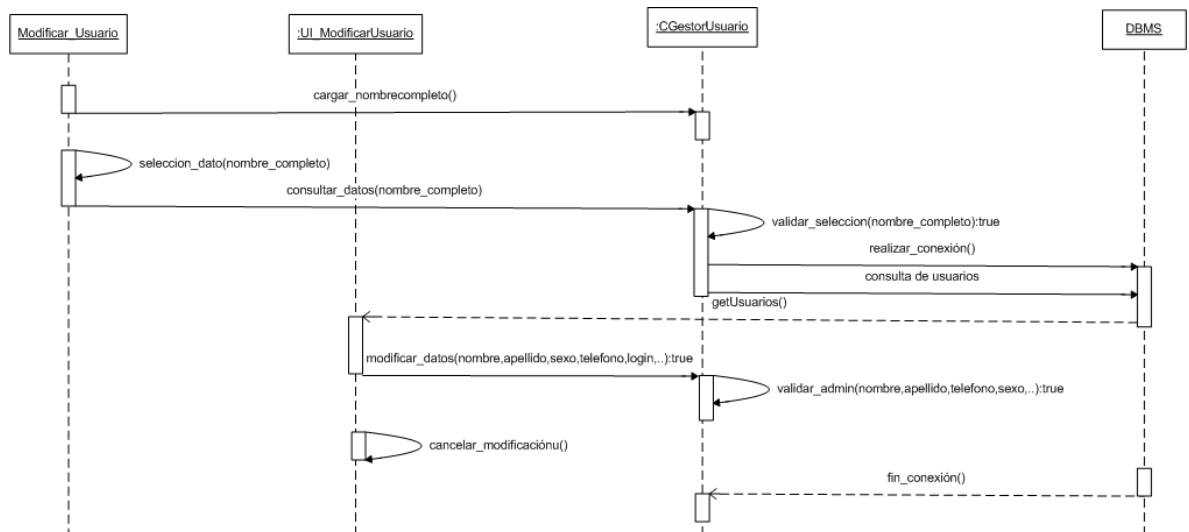 Modificar_Usuario
:UI_ModificarUsuario
:CGestorUsuario
DBMS
cargar_nombrecompleto()
seleccion_dato(nombre_completo)
consultar_datos(nombre_completo)
validar_seleccion(nombre_completo):true
realizar_conexión()
consulta de usuarios
getUsuarios()
modificar_datos(nombre,apellido,sexo,telefono,login,..):true
validar_admin(nombre,apellido,telefono,sexo,..):true
cancelar_modificaciónu()
fin_conexión()